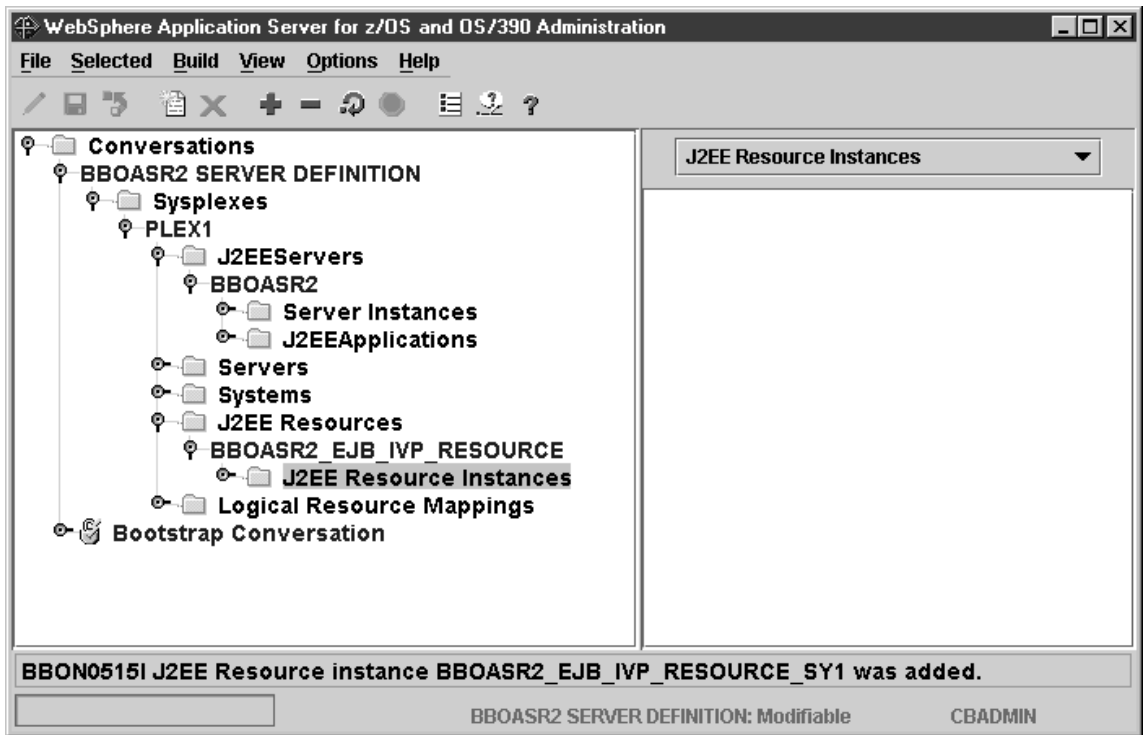 WebSphere Application Server for z/OS and OS/390 Administration
File Selected Build View Options Help
Conversations
BBOASR2 SERVER DEFINITION
Sysplexes
PLEX1
J2EEServers
BBOASR2
Server Instances
J2EEApplications
Servers
Systems
J2EE Resources
BBOASR2_EJB_IVP_RESOURCE
J2EE Resource Instances
Logical Resource Mappings
Bootstrap Conversation
J2EE Resource Instances
BBON0515I J2EE Resource instance BBOASR2_EJB_IVP_RESOURCE_SY1 was added.
BBOASR2 SERVER DEFINITION: Modifiable CBADMIN